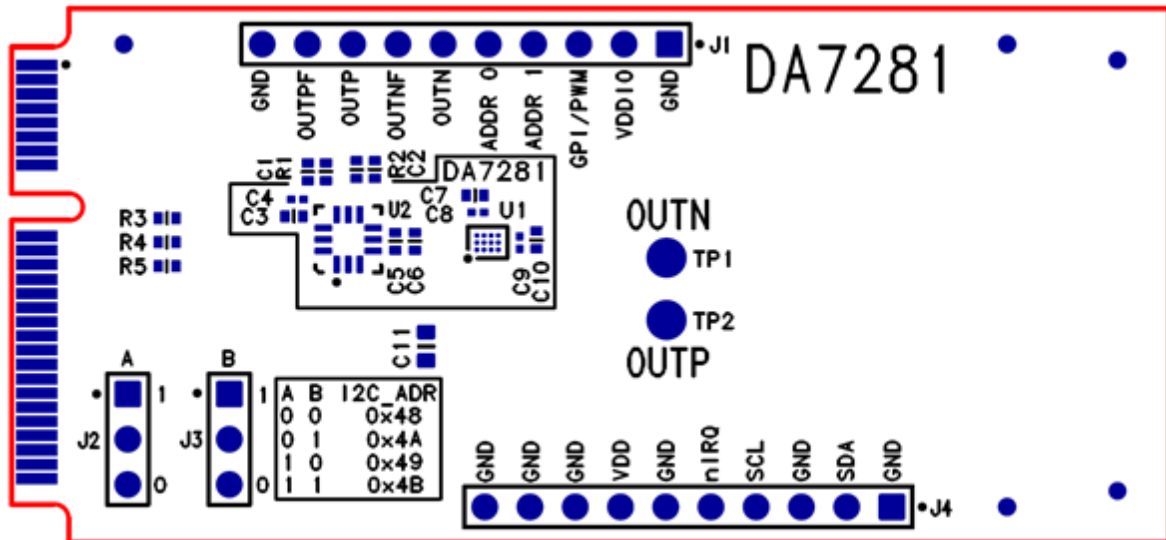 J1
DA7281
GND
OUTPF
OUTP
OUTNF
OUTN
ADDR 0
ADDR 1
GPI/PWM
VDDIO
GND
C1
R1
R2
C2
DA7281
C4
C3
U2
C7
C8
U1
OUTN
R3
R4
R5
TP1
C5
C6
C9
C10
TP2
C11
OUTP
A
B
1
1
J2
J3
0
0
A B I2C_ADR
0 0 0x48
0 1 0x4A
1 0 0x49
1 1 0x4B
GND
GND
GND
VDD
GND
nIRQ
SCL
GND
SDA
GND
J4